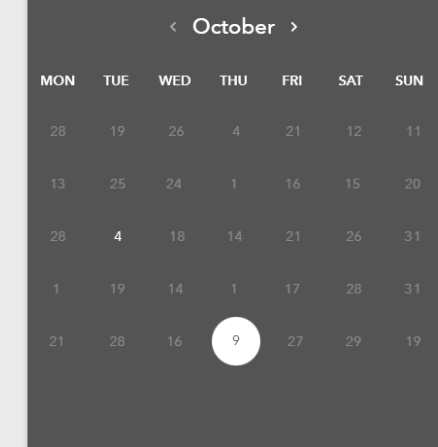 ‹ October ›
MON TUE WED THU FRI SAT SUN
28 19 26 4 21 12 11
13 25 24 1 16 15 20
28 4 18 14 21 26 31
1 19 14 1 17 28 31
21 28 16 9 27 29 19